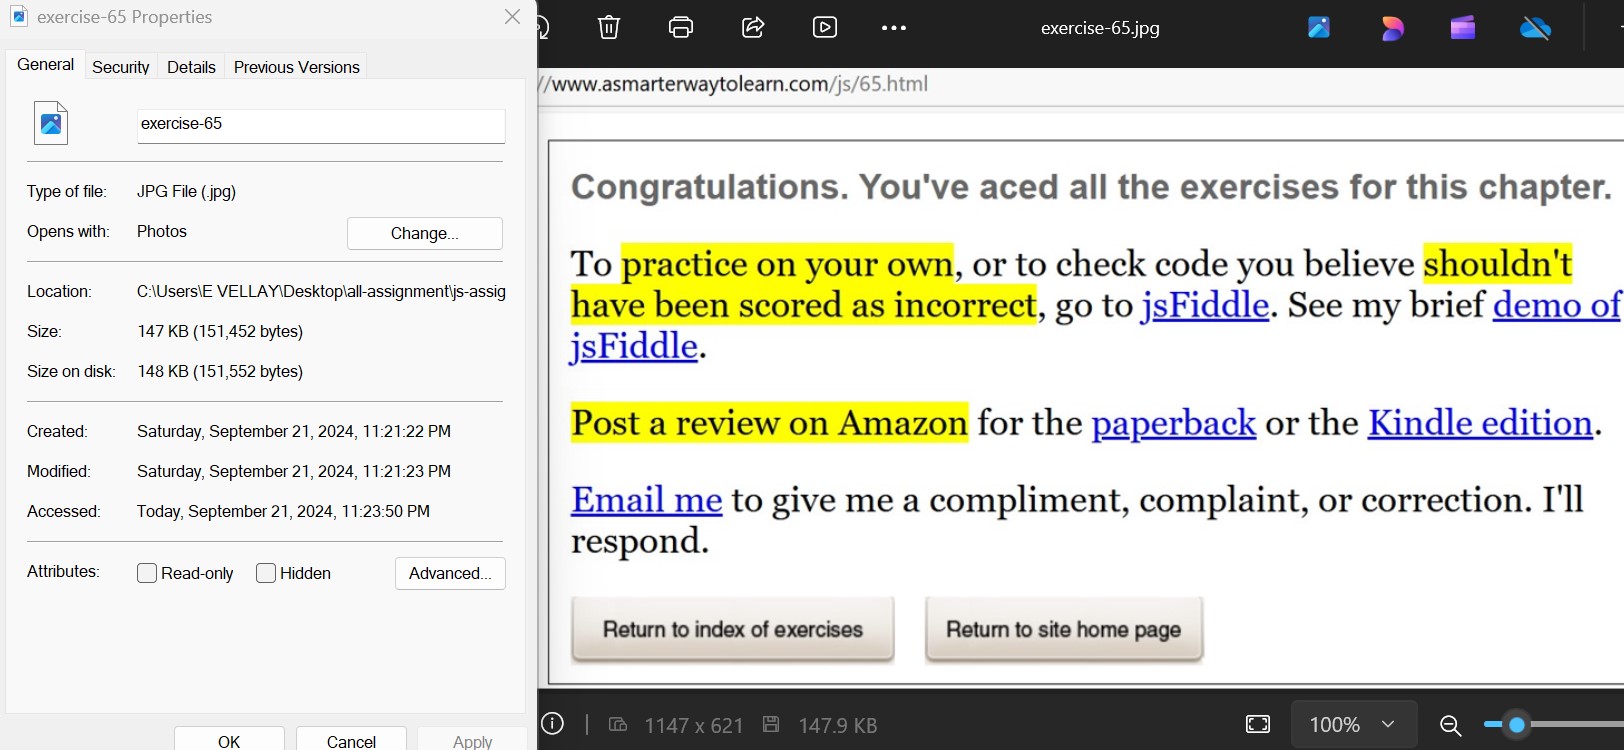 exercise-65 Properties
General Security Details Previous Versions
exercise-65
Type of file: JPG File (.jpg)
Opens with: Photos Change...
Location: C:\Users\E VELLAY\Desktop\all-assignment\js-assig
Size: 147 KB (151,452 bytes)
Size on disk: 148 KB (151,552 bytes)
Created: Saturday, September 21, 2024, 11:21:22 PM
Modified: Saturday, September 21, 2024, 11:21:23 PM
Accessed: Today, September 21, 2024, 11:23:50 PM
Attributes: Read-only Hidden Advanced...
OK Cancel Apply
exercise-65.jpg
//www.asmarterwaytolearn.com/js/65.html
Congratulations. You've aced all the exercises for this chapter.
To practice on your own, or to check code you believe shouldn't
have been scored as incorrect, go to jsFiddle. See my brief demo of
jsFiddle.
Post a review on Amazon for the paperback or the Kindle edition.
Email me to give me a compliment, complaint, or correction. I'll
respond.
Return to index of exercises Return to site home page
1147 x 621 147.9 KB 100%